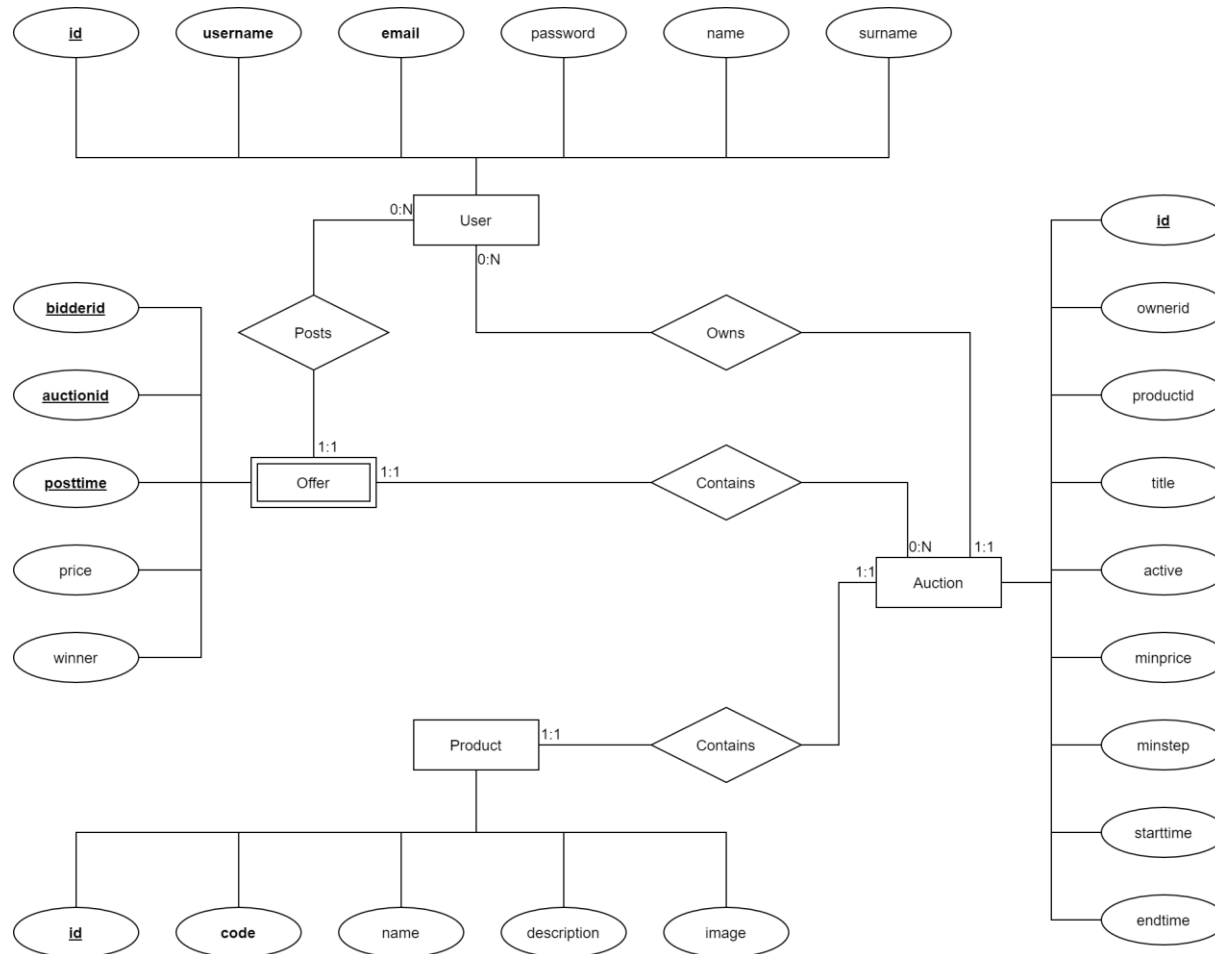 id
username
email
password
name
surname
0:N
User
0:N
id
bidderid
ownerid
Posts
Owns
auctionid
productid
1:1
1:1
posttime
Offer
Contains
title
0:N
1:1
1:1
price
Auction
active
winner
minprice
Product
1:1
Contains
minstep
starttime
id
code
name
description
image
endtime